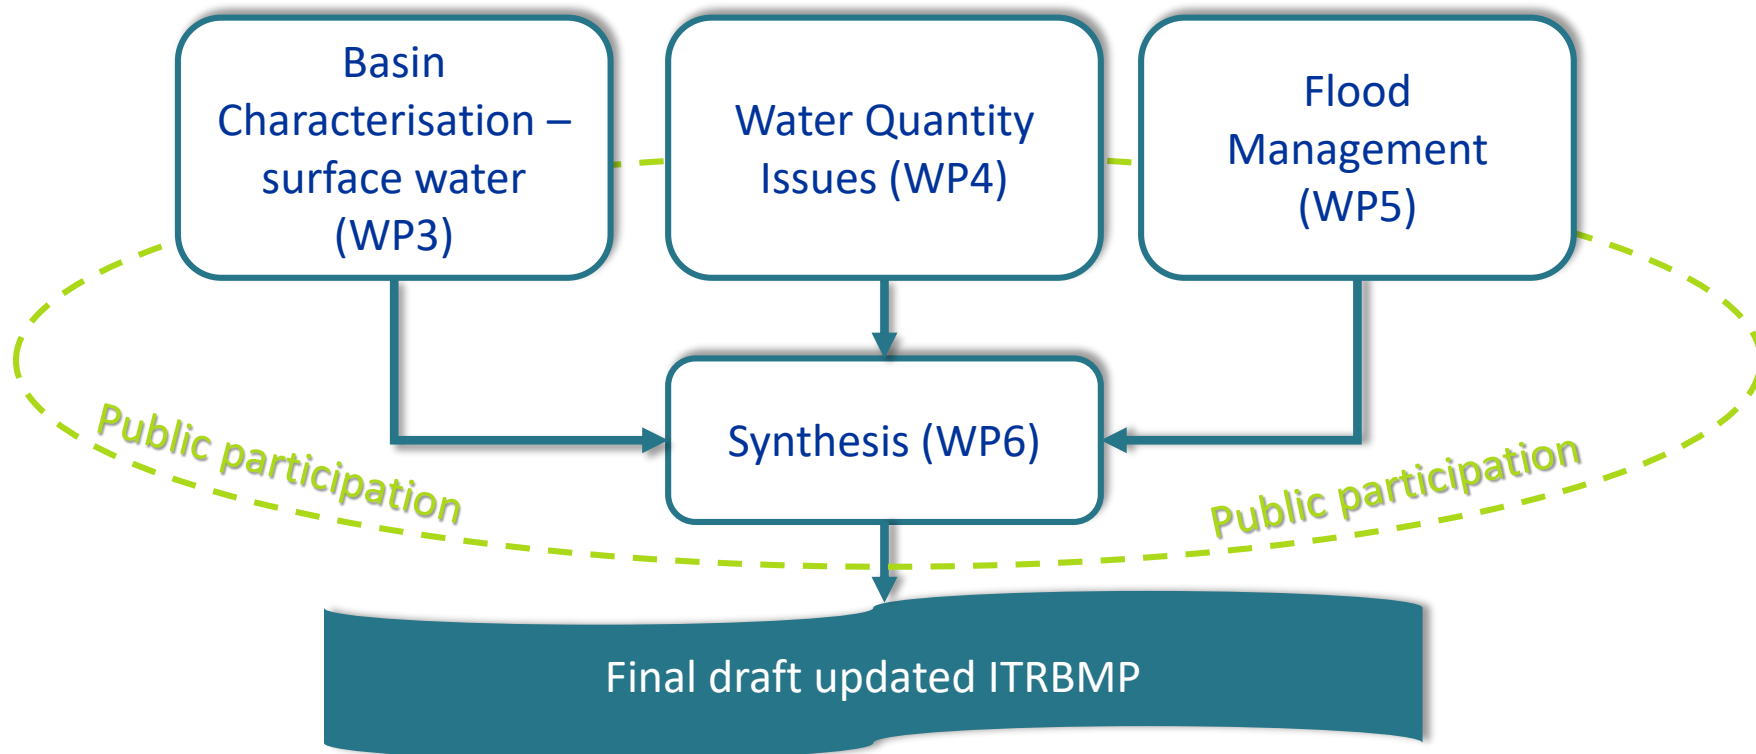 Basin
Characterisation –
surface water
(WP3)
Water Quantity
Issues (WP4)
Flood
Management
(WP5)
Synthesis (WP6)
Public participation
Public participation
Final draft updated ITRBMP